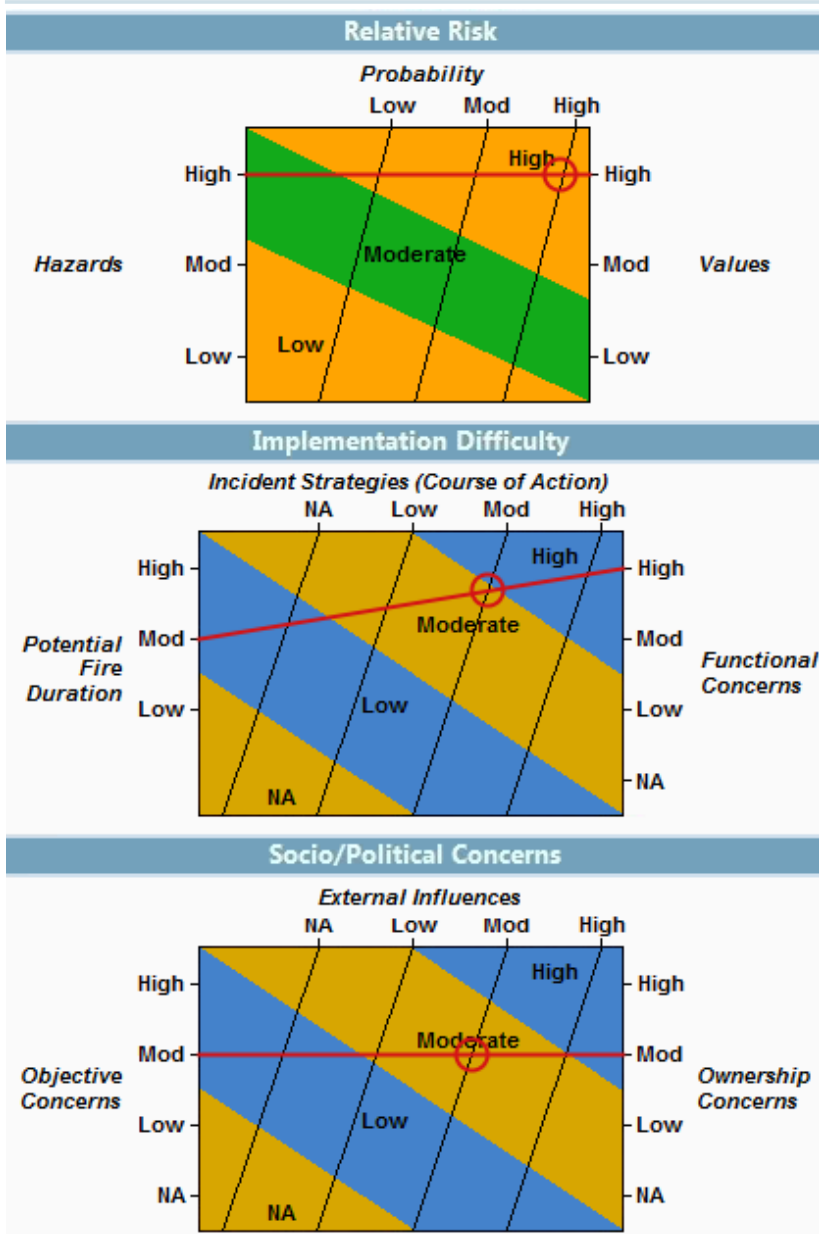 Relative Risk
Probability
Low Mod High
High High High
Hazards Mod Moderate Mod Values
Low Low Low
Implementation Difficulty
Incident Strategies (Course of Action)
NA Low Mod High
High High High
Moderate
Potential Mod Mod
Fire Functional
Duration Concerns
Low Low Low
NA NA
Socio/Political Concerns
External Influences
NA Low Mod High
High High High
Moderate
Mod Mod
Objective Ownership
Concerns Concerns
Low Low Low
NA NA NA